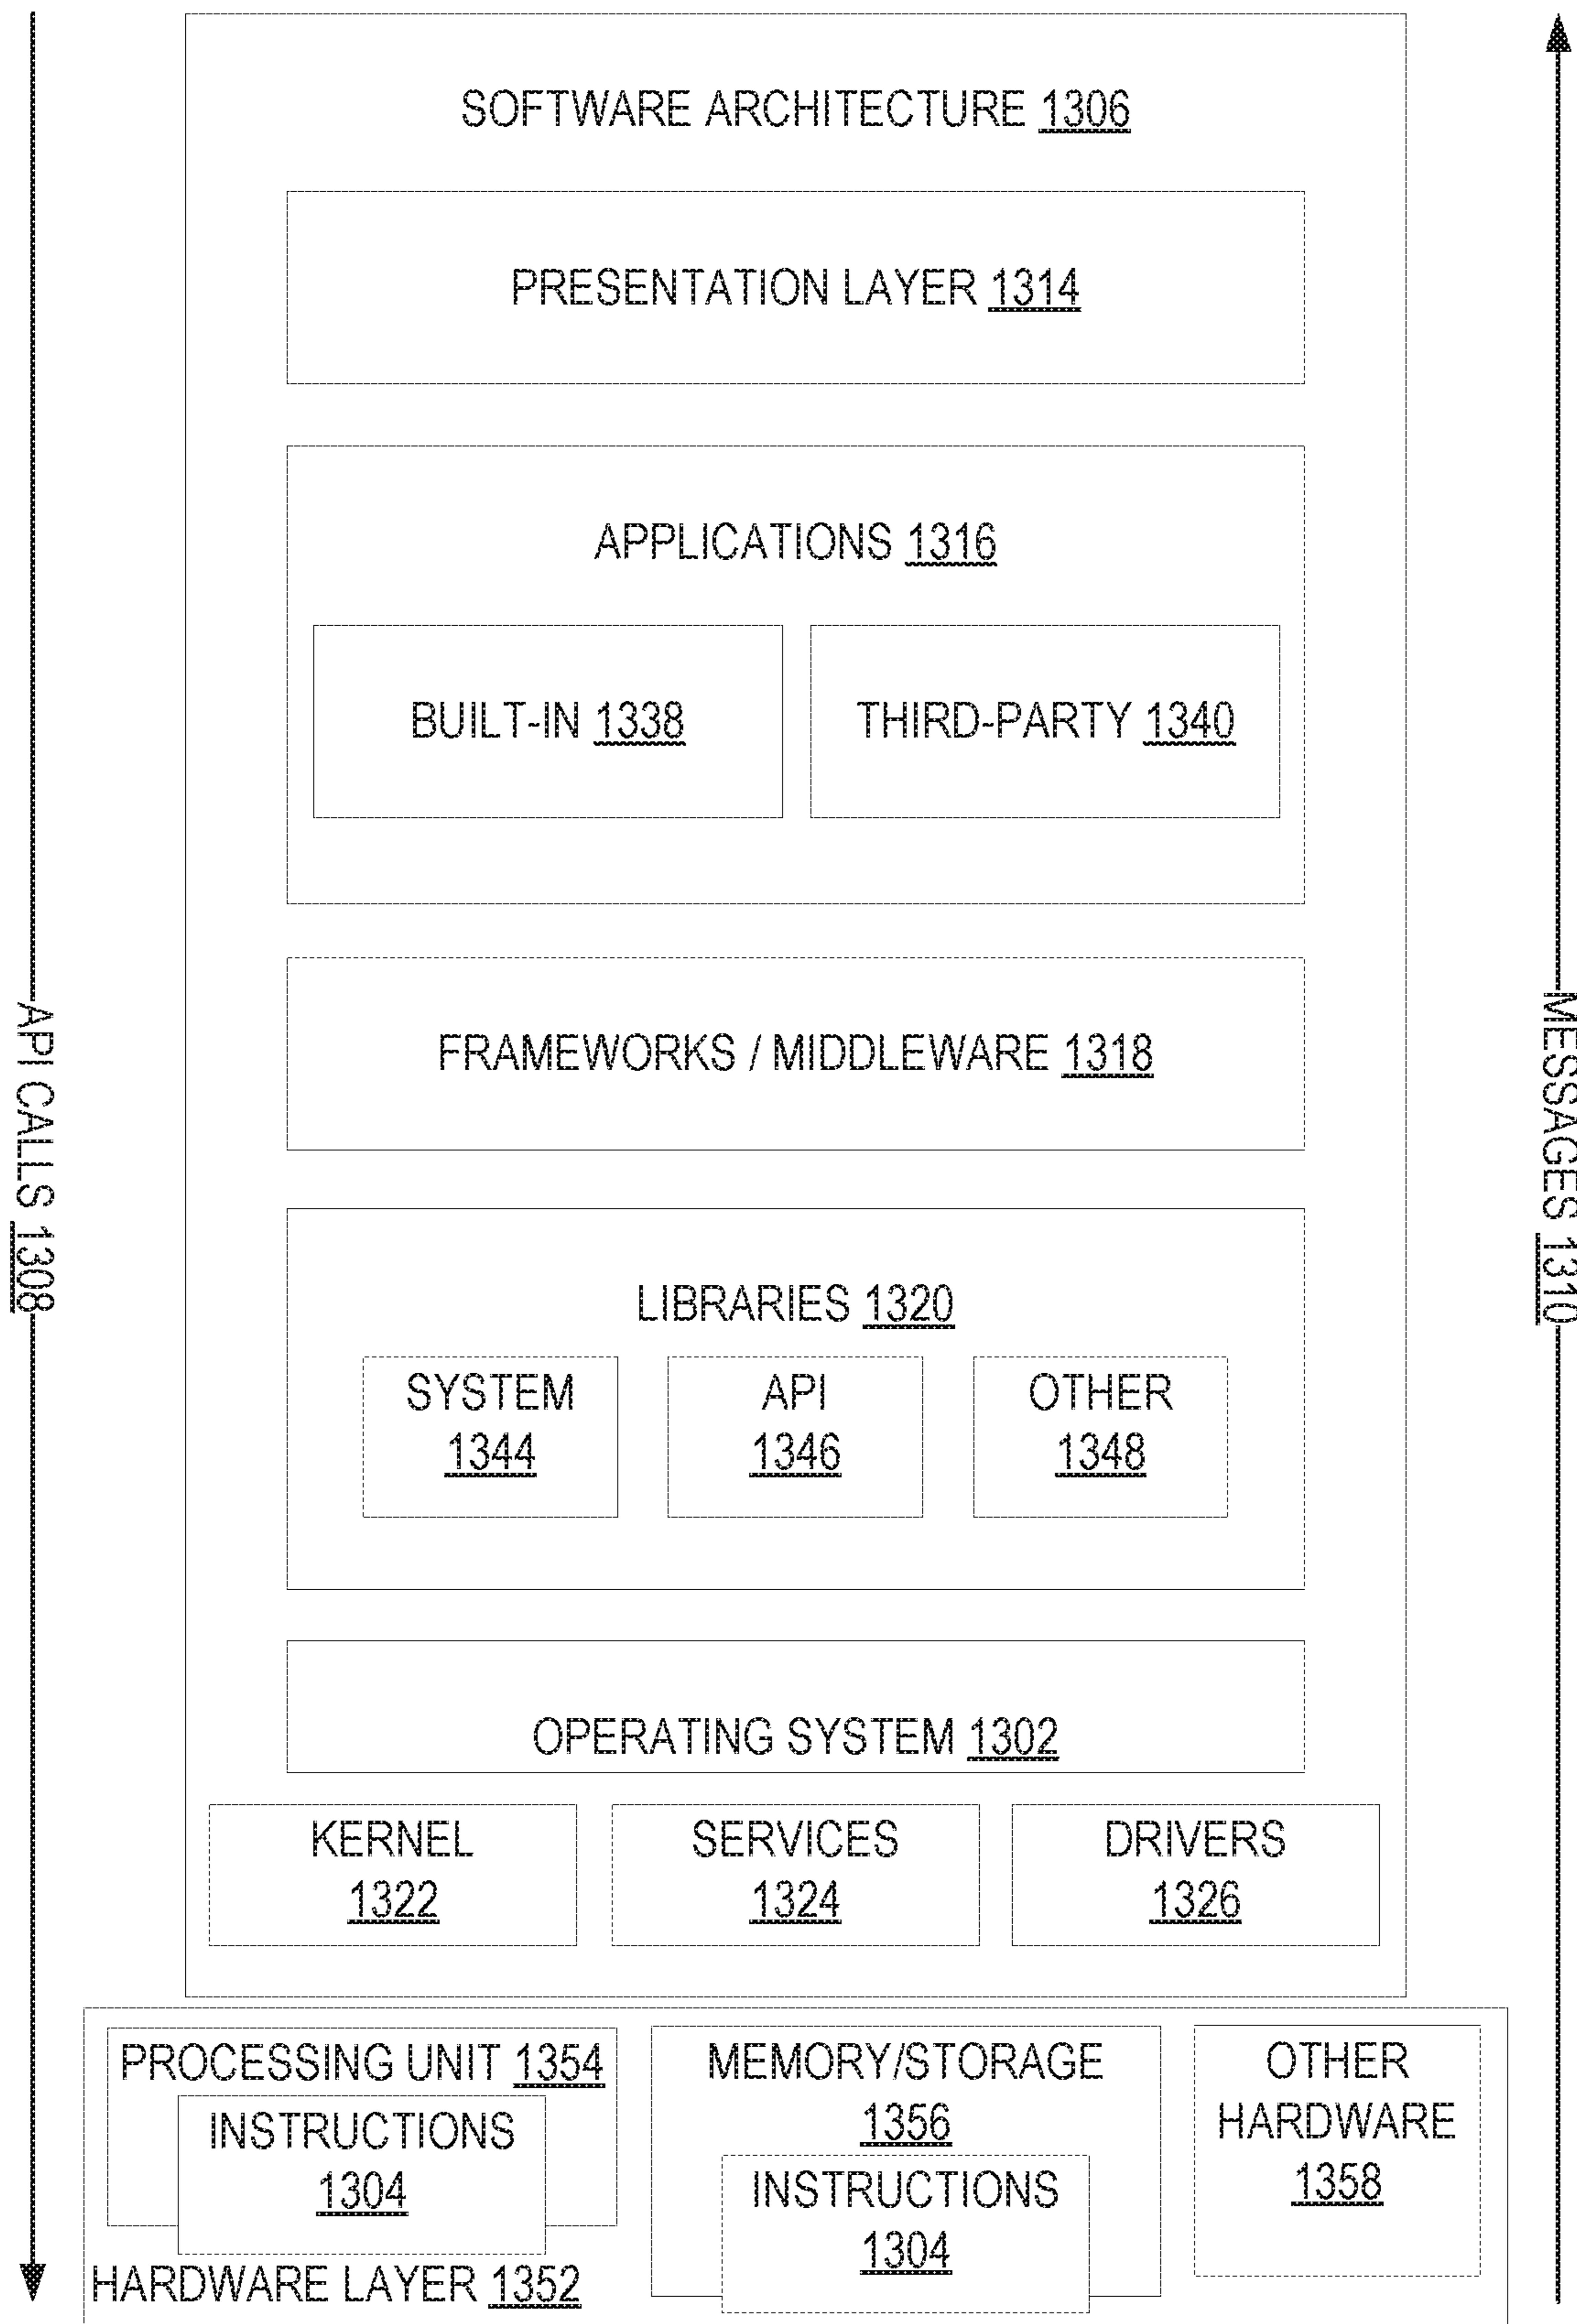 SOFTWARE ARCHITECTURE 1306
PRESENTATION LAYER 1314
APPLICATIONS 1316
BUILT-IN 1338
THIRD-PARTY 1340
FRAMEWORKS / MIDDLEWARE 1318
API CALLS 1308
MESSAGES 1310
LIBRARIES 1320
SYSTEM
1344
API
1346
OTHER
1348
OPERATING SYSTEM 1302
KERNEL
1322
SERVICES
1324
DRIVERS
1326
PROCESSING UNIT 1354
INSTRUCTIONS
1304
MEMORY/STORAGE
1356
INSTRUCTIONS
1304
OTHER
HARDWARE
1358
HARDWARE LAYER 1352